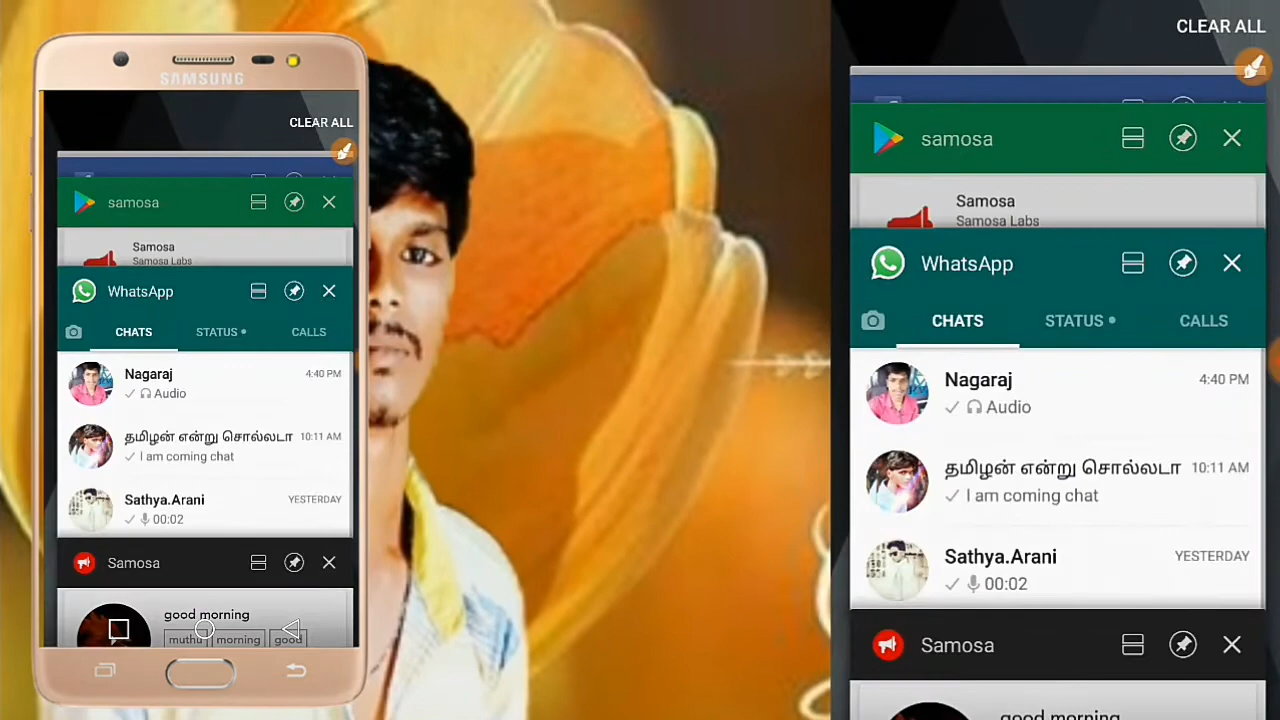 SAMSUNG
CLEAR ALL
samosa
Samosa
Samosa Labs
WhatsApp
CHATS STATUS CALLS
Nagaraj 4:40 PM
Audio
தமிழன் என்று சொல்லடா 10:11 AM
I am coming chat
Sathya.Arani YESTERDAY
00:02
Samosa
good morning
muthu morning good
CLEAR ALL
samosa
Samosa
Samosa Labs
WhatsApp
CHATS STATUS CALLS
Nagaraj 4:40 PM
Audio
தமிழன் என்று சொல்லடா 10:11 AM
I am coming chat
Sathya.Arani YESTERDAY
00:02
Samosa
good morning